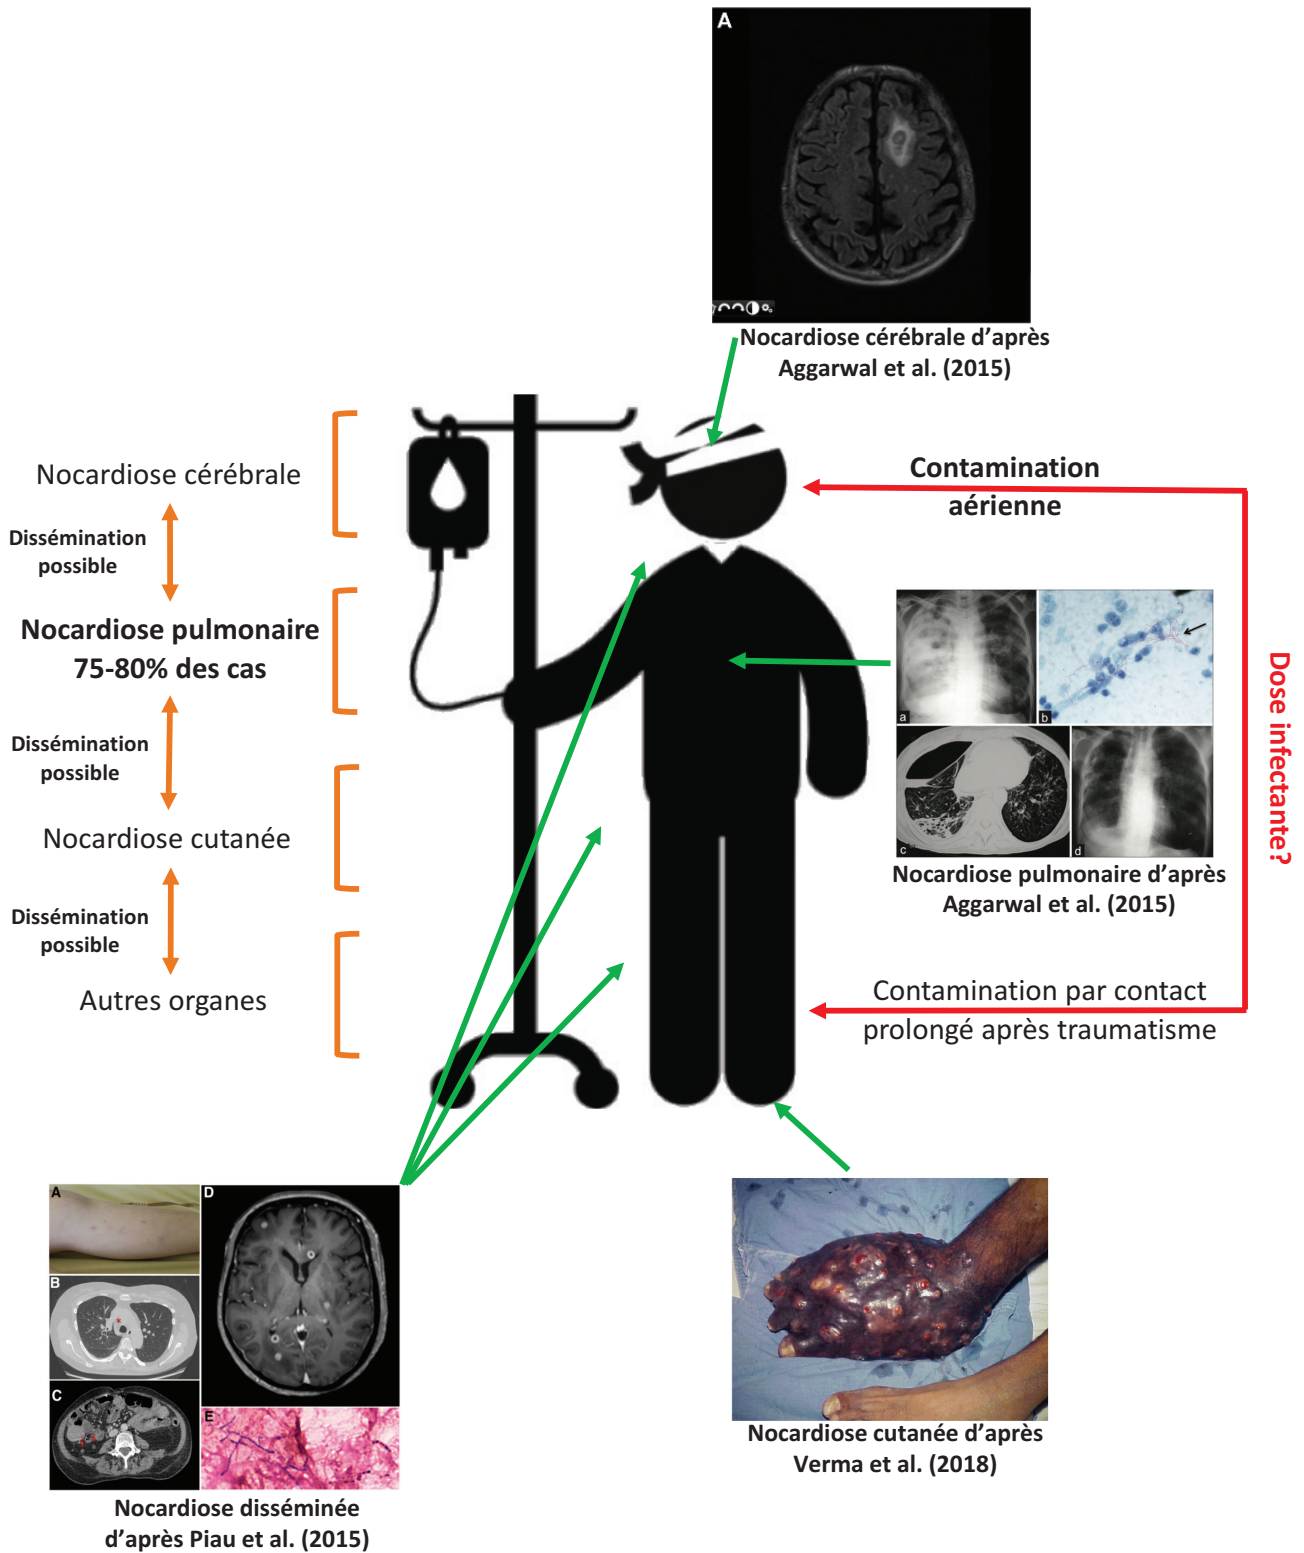 A
Nocardiose cérébrale d’après
Aggarwal et al. (2015)
Nocardiose cérébrale
Dissémination
possible
Nocardiose pulmonaire
75-80% des cas
Dissémination
possible
Nocardiose cutanée
Dissémination
possible
Autres organes
Contamination
aérienne
a
b
c
d
Nocardiose pulmonaire d’après
Aggarwal et al. (2015)
Dose infectante?
Contamination par contact
prolongé après traumatisme
A
B
C
D
E
Nocardiose disséminée
d’après Piau et al. (2015)
Nocardiose cutanée d’après
Verma et al. (2018)